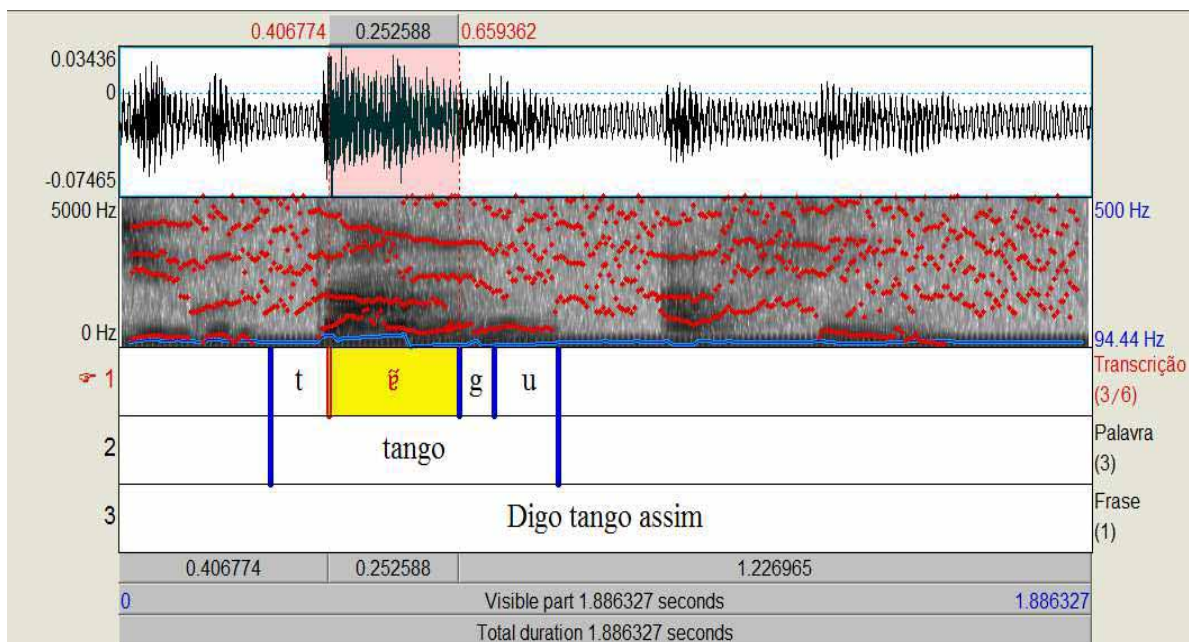 0.406774 0.252588 0.659362
0.03436
0
-0.07465
5000 Hz 500 Hz
0 Hz 94.44 Hz
☞ 1 t ɐ̃ g u Transcrição
(3/6)
2 tango Palavra
(3)
3 Digo tango assim Frase
(1)
0.406774 0.252588 1.226965
0 Visible part 1.886327 seconds 1.886327
Total duration 1.886327 seconds